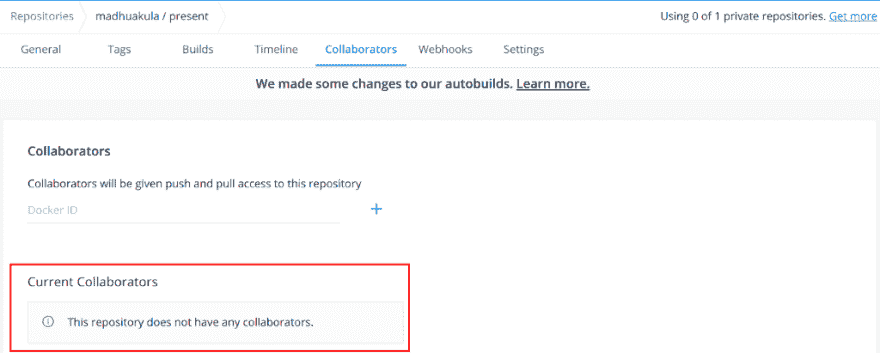 Repositories madhuakula / present Using 0 of 1 private repositories. Get more
General Tags Builds Timeline Collaborators Webhooks Settings
We made some changes to our autobuilds. Learn more.
Collaborators
Collaborators will be given push and pull access to this repository
Docker ID
Current Collaborators
This repository does not have any collaborators.